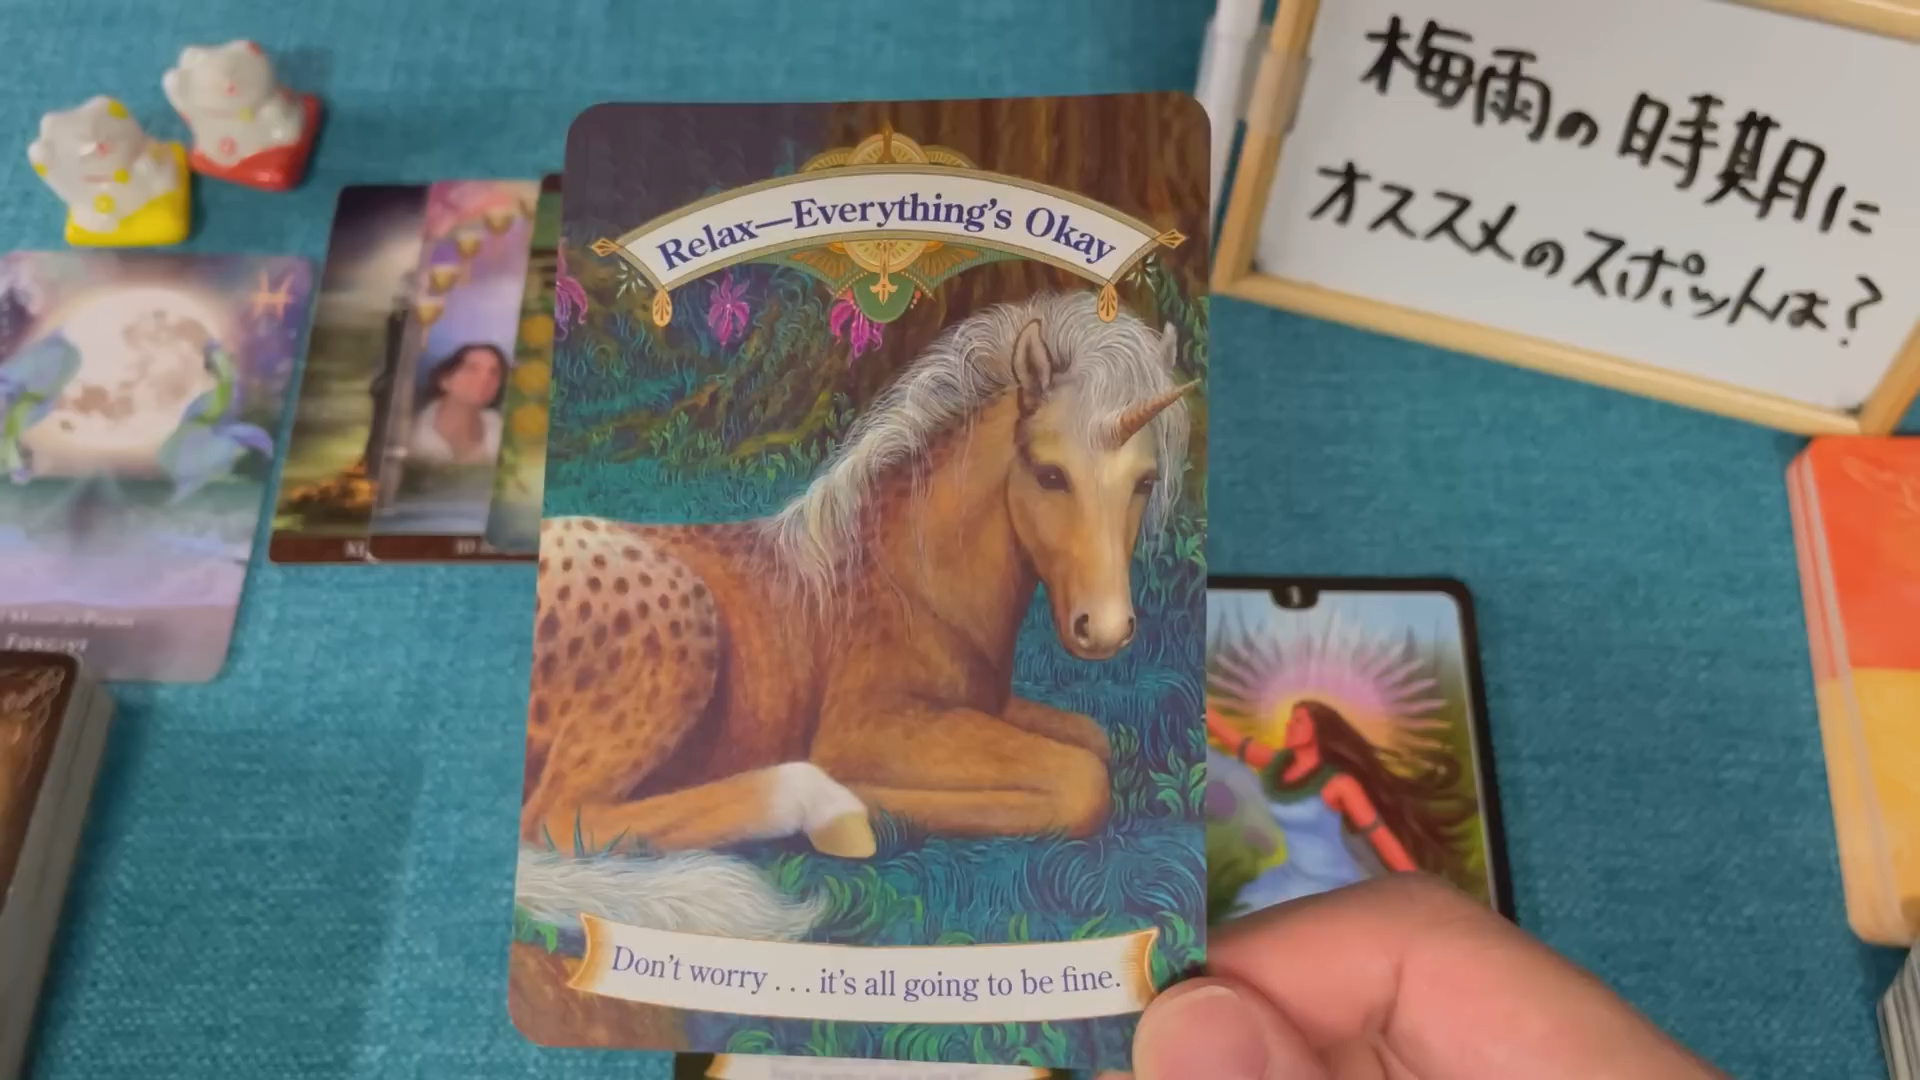 梅雨の時期に
オススメのスポットは？
Relax—Everything's Okay
Don't worry . . . it's all going to be fine.
FORGIVE